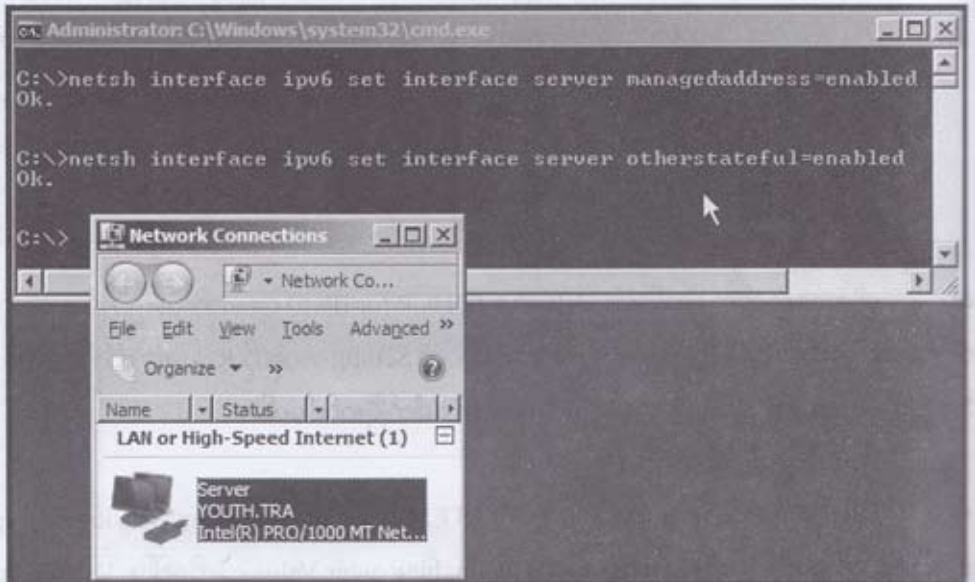 Administrator: C:\Windows\system32\cmd.exe
C:\>netsh interface ipv6 set interface server managedaddress=enabled
Ok.
C:\>netsh interface ipv6 set interface server otherstateful=enabled
Ok.
C:\>
Network Connections
Network Co...
File Edit View Tools Advanced »
Organize »
Name Status
LAN or High-Speed Internet (1)
Server
YOUTH.TRA
Intel(R) PRO/1000 MT Net...